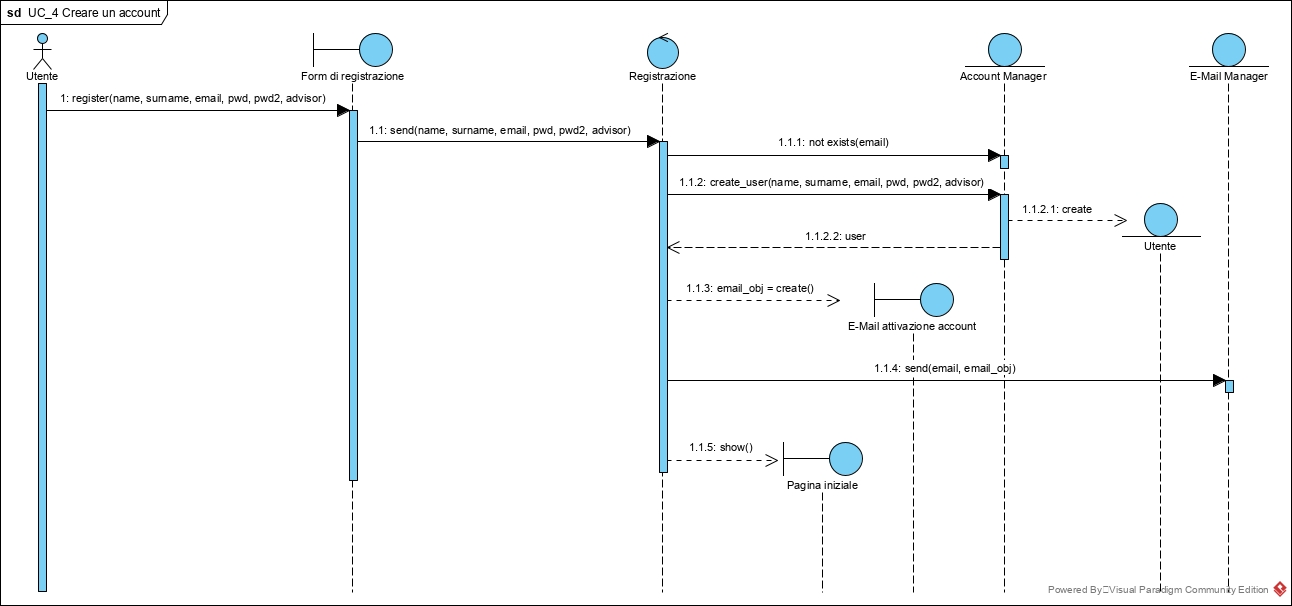 sd UC_4 Creare un account
Utente
Form di registrazione
Registrazione
Account Manager
E-Mail Manager
1: register(name, surname, email, pwd, pwd2, advisor)
1.1: send(name, surname, email, pwd, pwd2, advisor)
1.1.1: not exists(email)
1.1.2: create_user(name, surname, email, pwd, pwd2, advisor)
1.1.2.1: create
Utente
1.1.2.2: user
1.1.3: email_obj = create()
E-Mail attivazione account
1.1.4: send(email, email_obj)
1.1.5: show()
Pagina iniziale
Powered By Visual Paradigm Community Edition